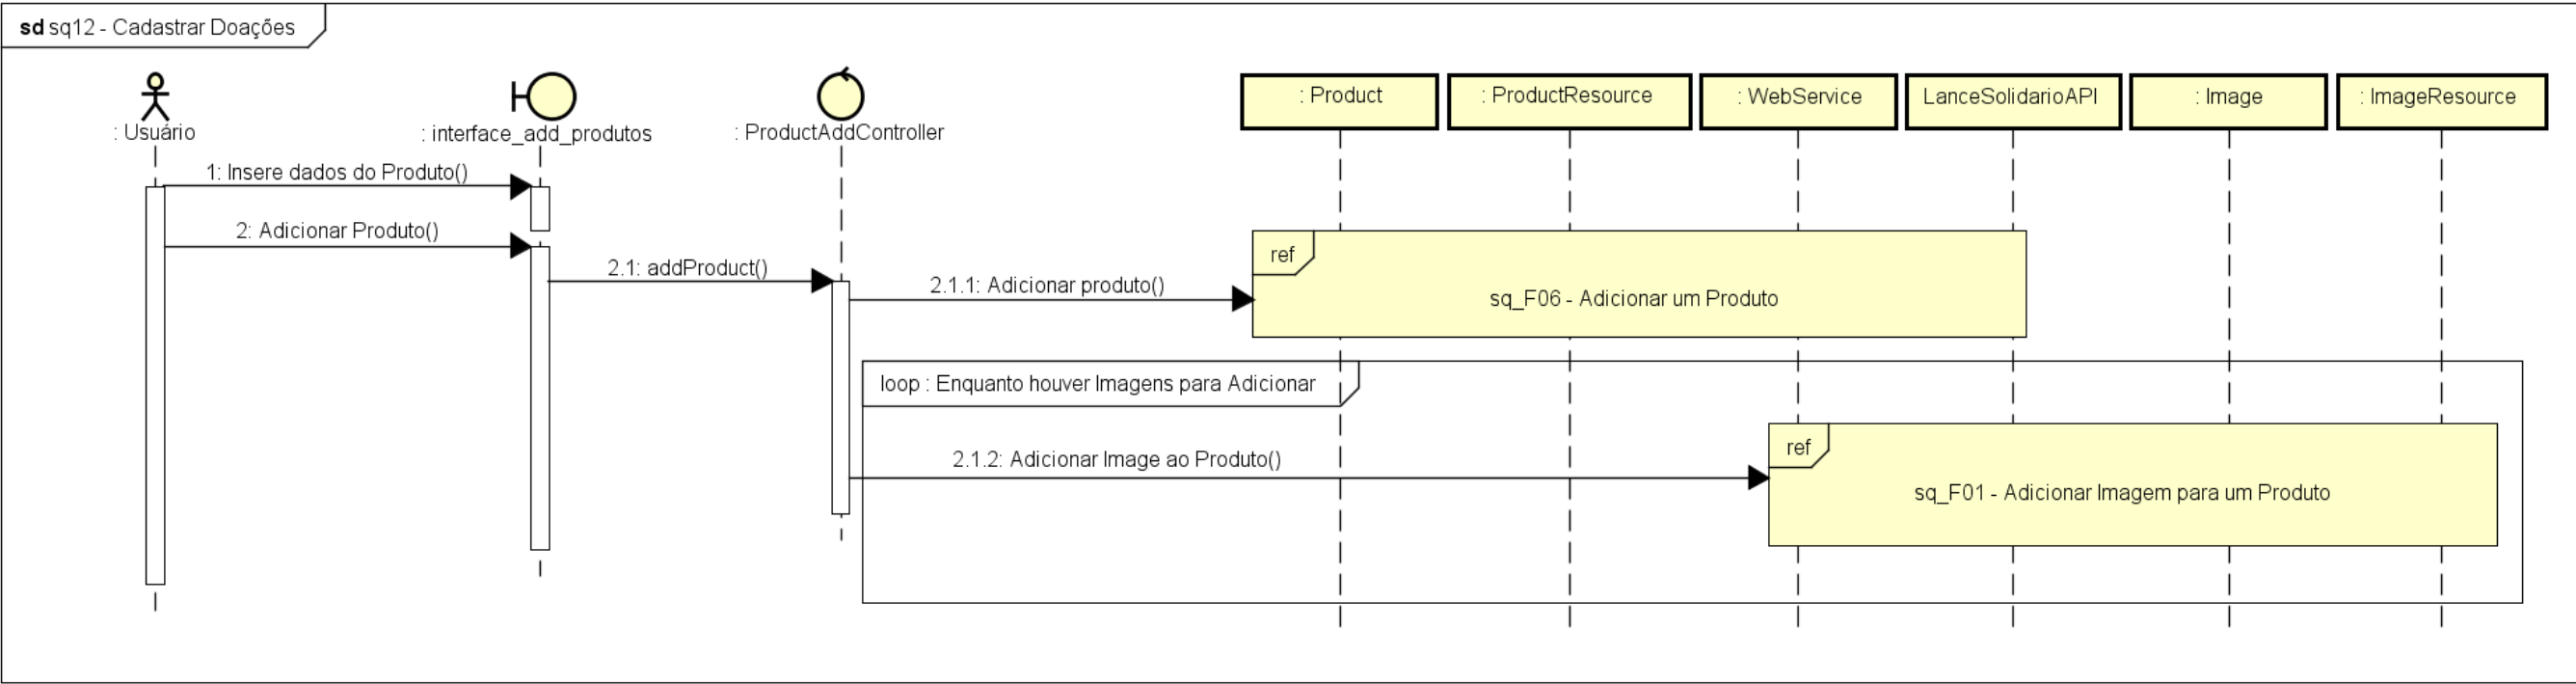 sd sq12 - Cadastrar Doações
: Usuário
: interface_add_produtos
: ProductAddController
: Product
: ProductResource
: WebService
LanceSolidarioAPI
: Image
: ImageResource
1: Insere dados do Produto()
2: Adicionar Produto()
2.1: addProduct()
2.1.1: Adicionar produto()
ref
sq_F06 - Adicionar um Produto
loop : Enquanto houver Imagens para Adicionar
2.1.2: Adicionar Image ao Produto()
ref
sq_F01 - Adicionar Imagem para um Produto